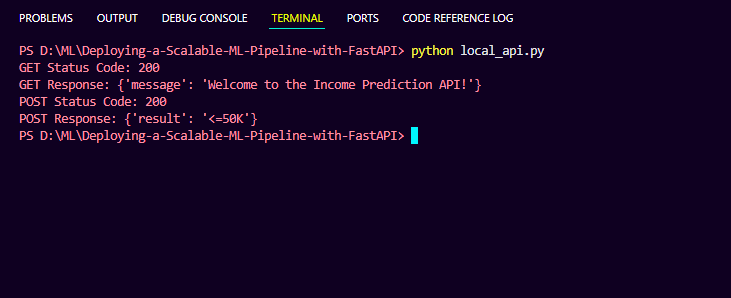 PROBLEMS OUTPUT DEBUG CONSOLE TERMINAL PORTS CODE REFERENCE LOG
PS D:\ML\Deploying-a-Scalable-ML-Pipeline-with-FastAPI> python local_api.py
GET Status Code: 200
GET Response: {'message': 'Welcome to the Income Prediction API!'}
POST Status Code: 200
POST Response: {'result': '<=50K'}
PS D:\ML\Deploying-a-Scalable-ML-Pipeline-with-FastAPI>